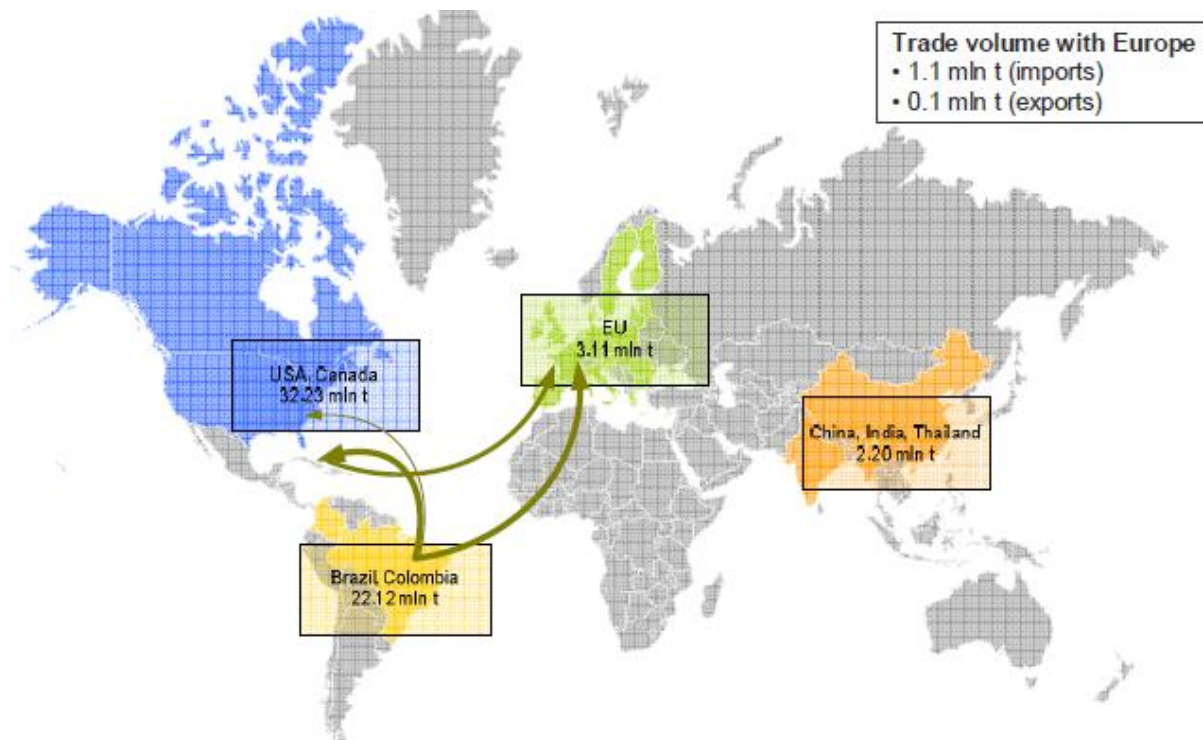 Trade volume with Europe
• 1.1 mln t (imports)
• 0.1 mln t (exports)
EU
3.11 mln t
USA, Canada
32.23 mln t
China, India, Thailand
2.20 mln t
Brazil, Colombia
22.12 mln t